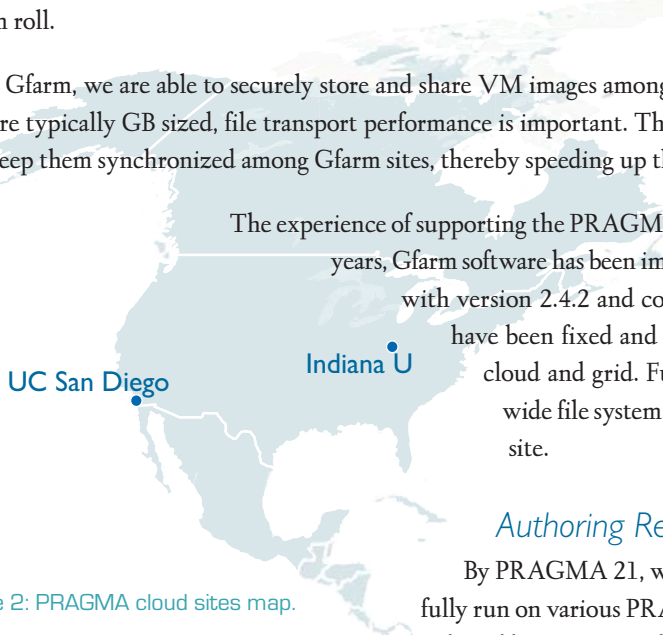 roll.
Gfarm, we are able to securely store and share VM images among
re typically GB sized, file transport performance is important. Th
eep them synchronized among Gfarm sites, thereby speeding up t
The experience of supporting the PRAGM
years, Gfarm software has been im
with version 2.4.2 and co
have been fixed and
cloud and grid. Fu
wide file system
site.
UC San Diego
Indiana U
Authoring Re
By PRAGMA 21, w
fully run on various PRA
e 2: PRAGMA cloud sites map.